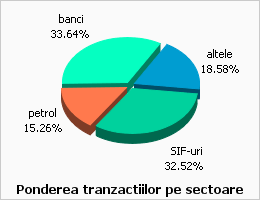 banci
33.64%
altele
18.58%
petrol
15.26%
SIF-uri
32.52%
Ponderea tranzactiilor pe sectoare